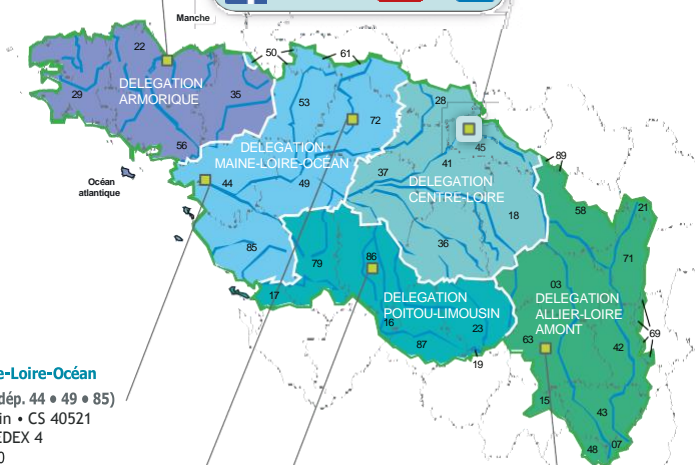 Manche
22
50
61
29
DELEGATION
ARMORIQUE
35
53
72
28
56
DELEGATION
MAINE-LOIRE-OCÉAN
45
41
89
Océan
atlantique
44
49
37
DELEGATION
CENTRE-LOIRE
18
58
21
85
79
86
36
71
17
DELEGATION
POITOU-LIMOUSIN
16
23
87
19
03
DELEGATION
ALLIER-LOIRE
AMONT
63
69
42
15
43
48
07
e-Loire-Océan
dép. 44 • 49 • 85)
in • CS 40521
EDEX 4
0